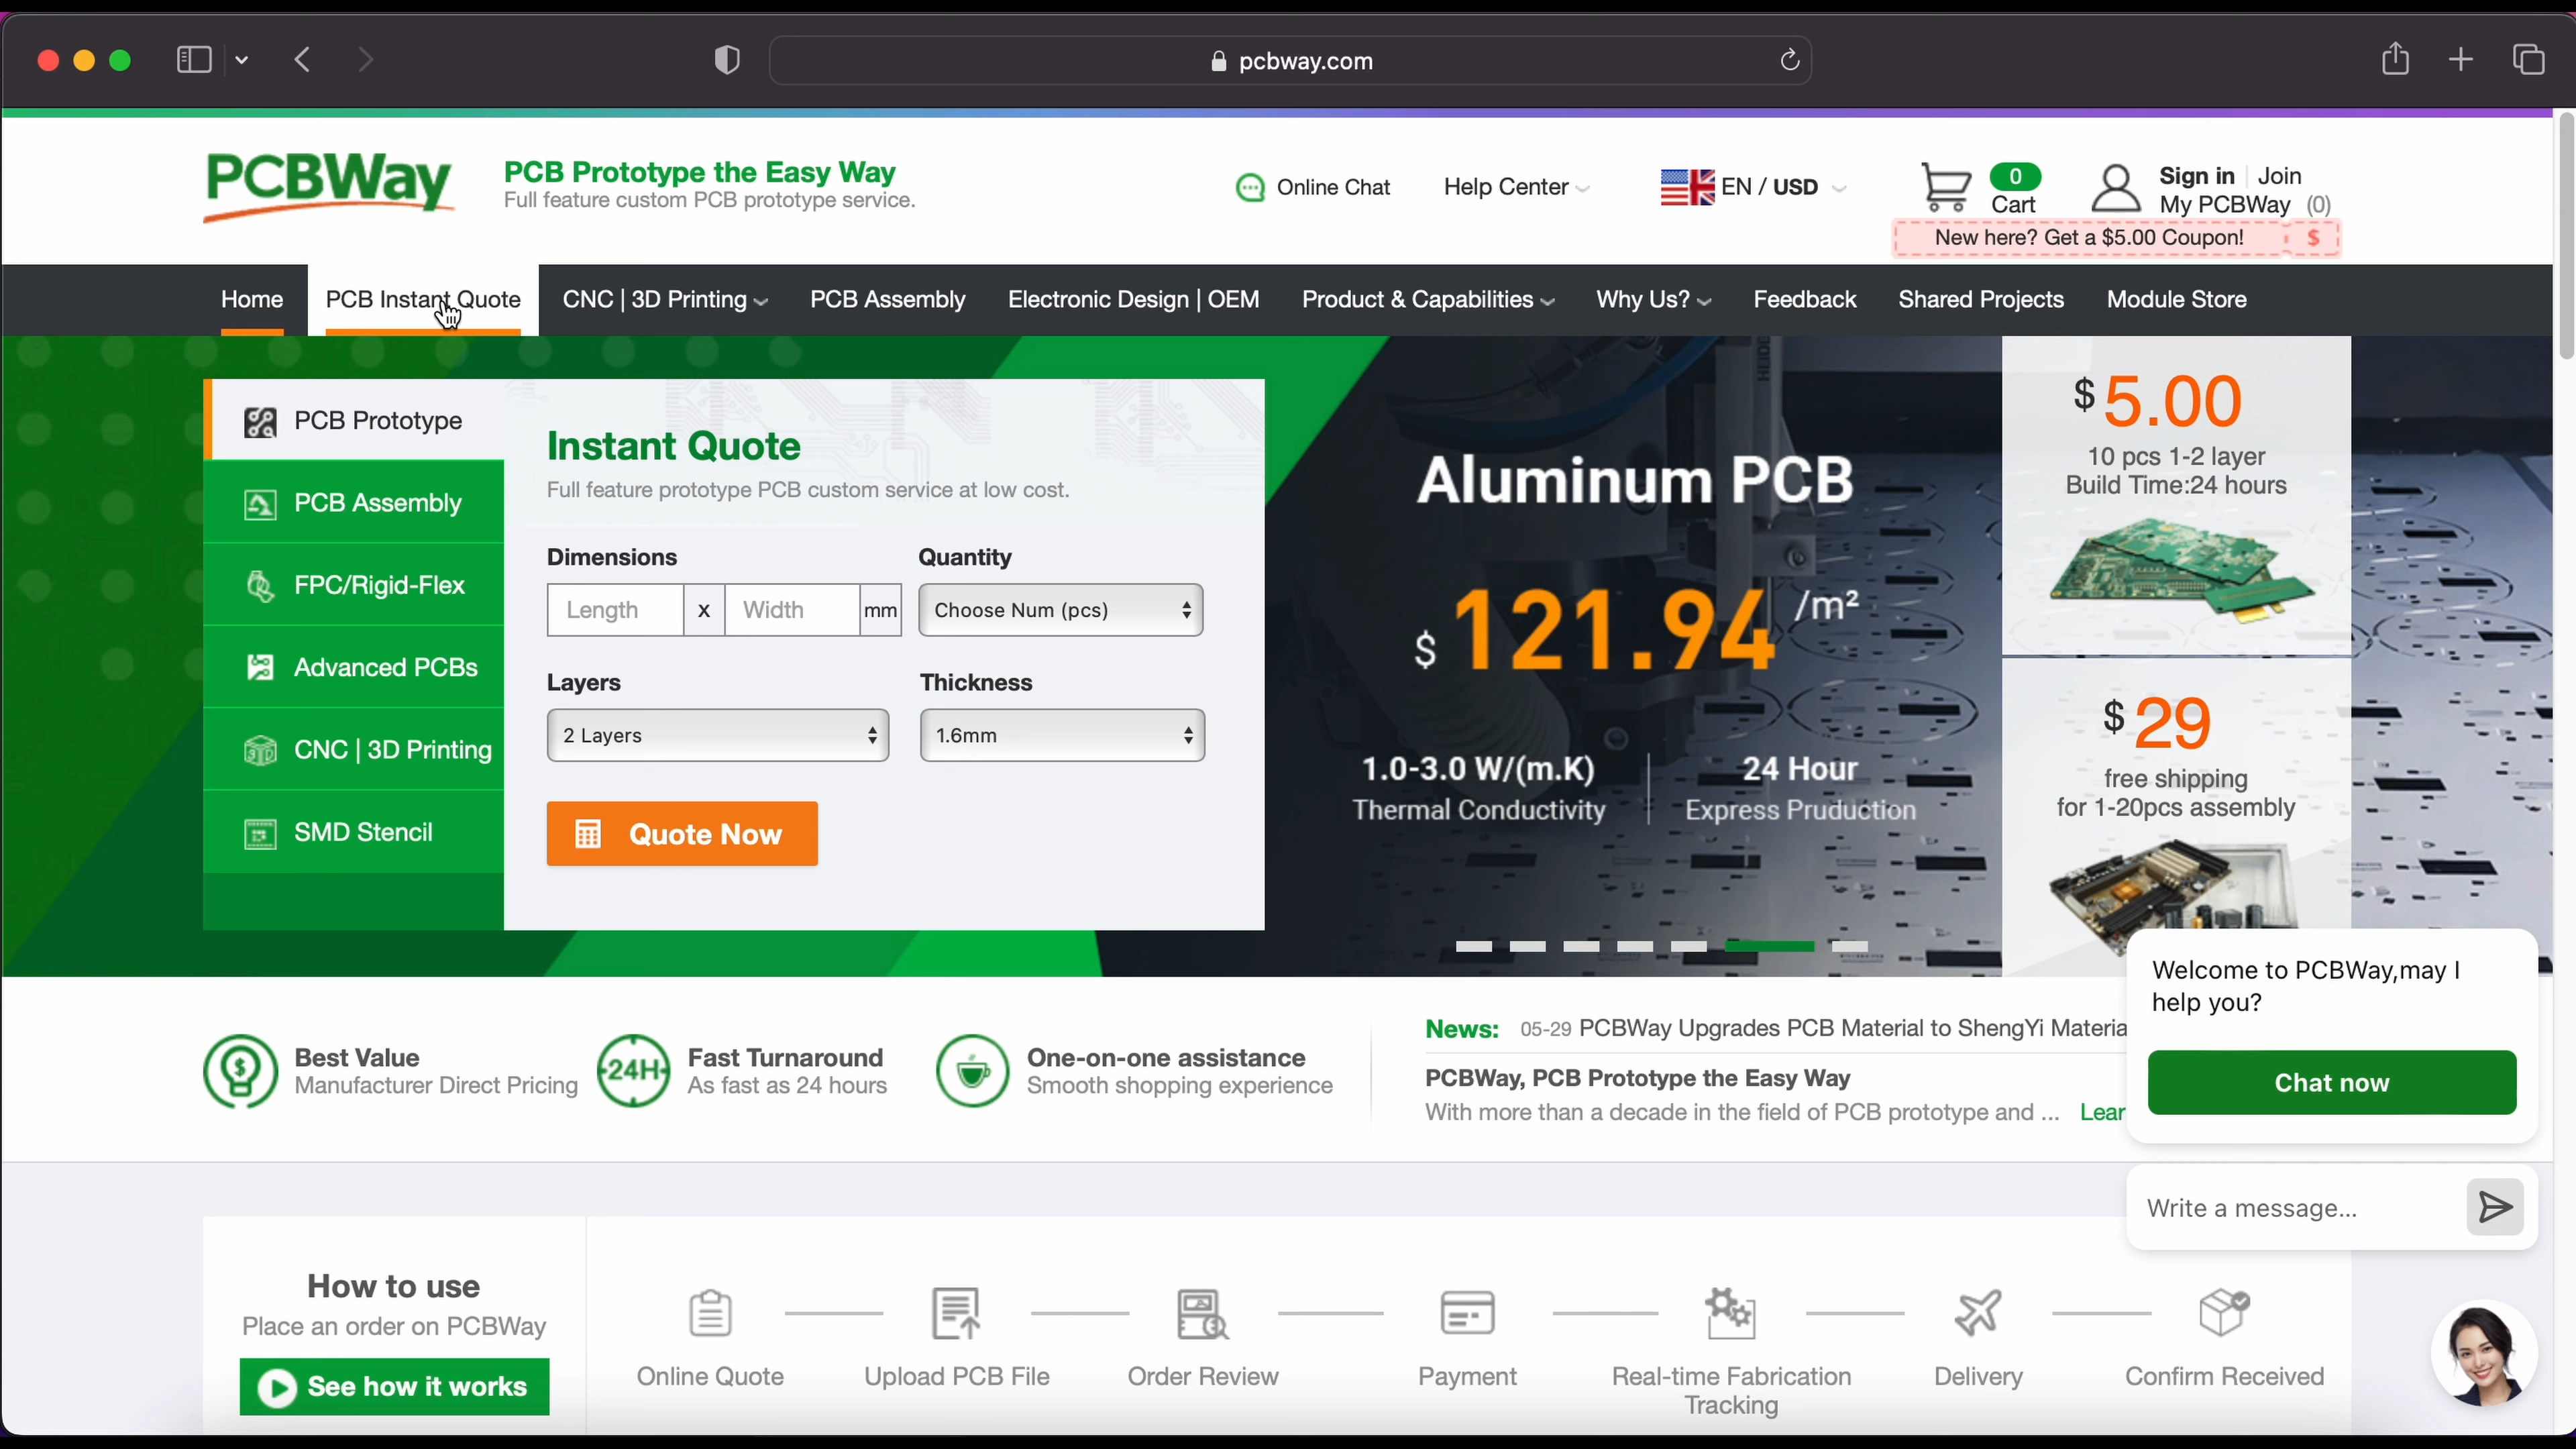 pcbway.com
PCBWay
PCB Prototype the Easy Way
Full feature custom PCB prototype service.
Online Chat
Help Center
EN / USD
0
Cart
Sign in Join
My PCBWay (0)
New here? Get a $5.00 Coupon! $
Home PCB Instant Quote CNC | 3D Printing PCB Assembly Electronic Design | OEM Product & Capabilities Why Us? Feedback Shared Projects Module Store
PCB Prototype
PCB Assembly
FPC/Rigid-Flex
Advanced PCBs
CNC | 3D Printing
SMD Stencil
Instant Quote
Full feature prototype PCB custom service at low cost.
Dimensions Quantity
Length x Width mm Choose Num (pcs)
Layers Thickness
2 Layers 1.6mm
Quote Now
Aluminum PCB
$ 121.94 /m²
1.0-3.0 W/(m.K) 24 Hour
Thermal Conductivity Express Pruduction
$ 5.00
10 pcs 1-2 layer
Build Time:24 hours
$ 29
free shipping
for 1-20pcs assembly
Welcome to PCBWay,may I
help you?
Chat now
Write a message...
Best Value
Manufacturer Direct Pricing
24H
Fast Turnaround
As fast as 24 hours
One-on-one assistance
Smooth shopping experience
News: 05-29 PCBWay Upgrades PCB Material to ShengYi Materia
PCBWay, PCB Prototype the Easy Way
With more than a decade in the field of PCB prototype and ... Lear
How to use
Place an order on PCBWay
See how it works
Online Quote
Upload PCB File
Order Review
Payment
Real-time Fabrication
Tracking
Delivery
Confirm Received